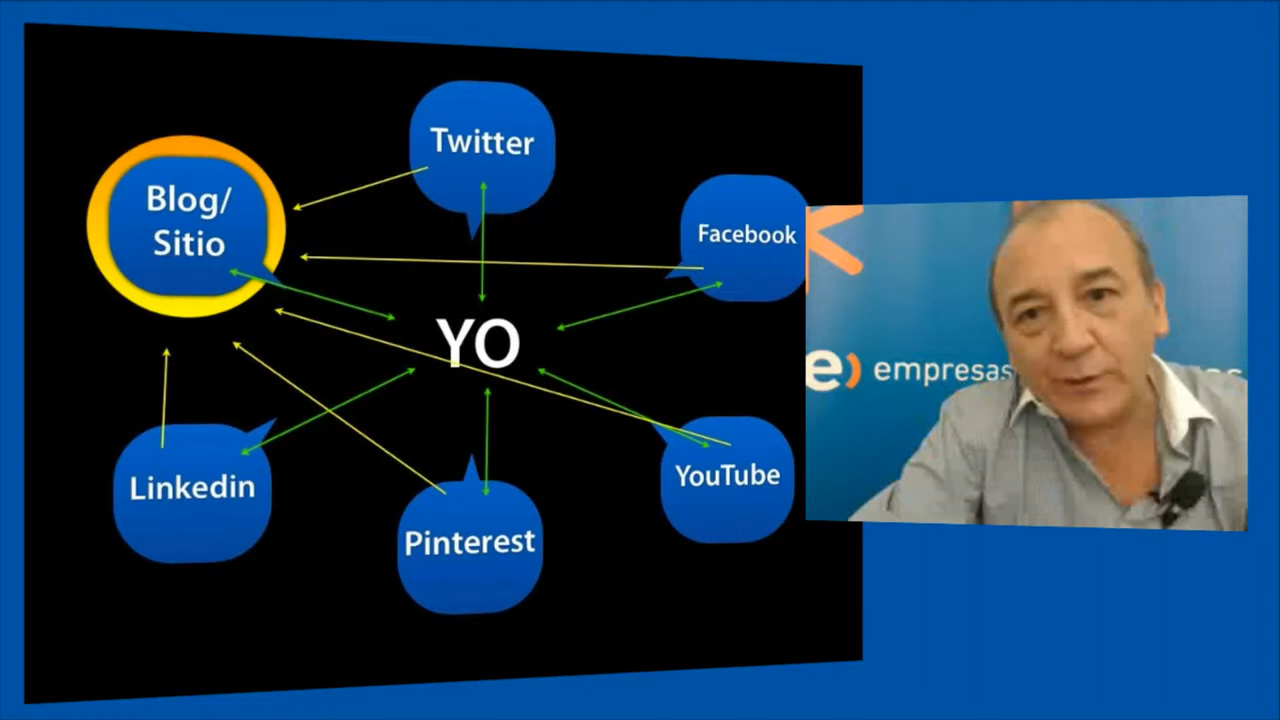 Twitter
Blog/
Sitio
Facebook
YO
Linkedin
Pinterest
YouTube
e) empresas